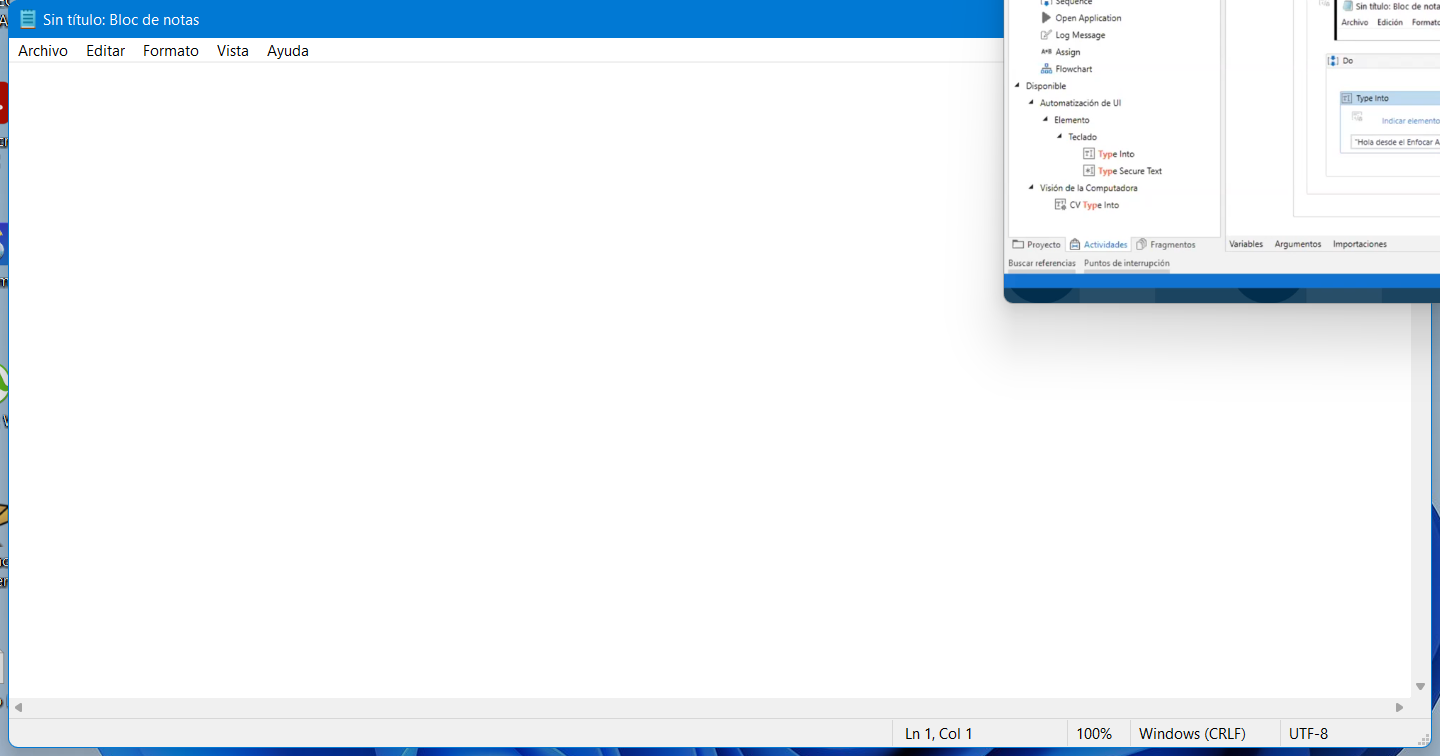 Sin título: Bloc de notas
Archivo Editar Formato Vista Ayuda
Sequence
Open Application
Log Message
Assign
Flowchart
Disponible
Automatización de UI
Elemento
Teclado
Type Into
Type Secure Text
Visión de la Computadora
CV Type Into
Proyecto Actividades Fragmentos
Buscar referencias Puntos de interrupción
Sin título: Bloc de nota
Archivo Edición Formato
Do
Type Into
Indicar elemento
"Hola desde el Enfocar A
Variables Argumentos Importaciones
Ln 1, Col 1 100% Windows (CRLF) UTF-8